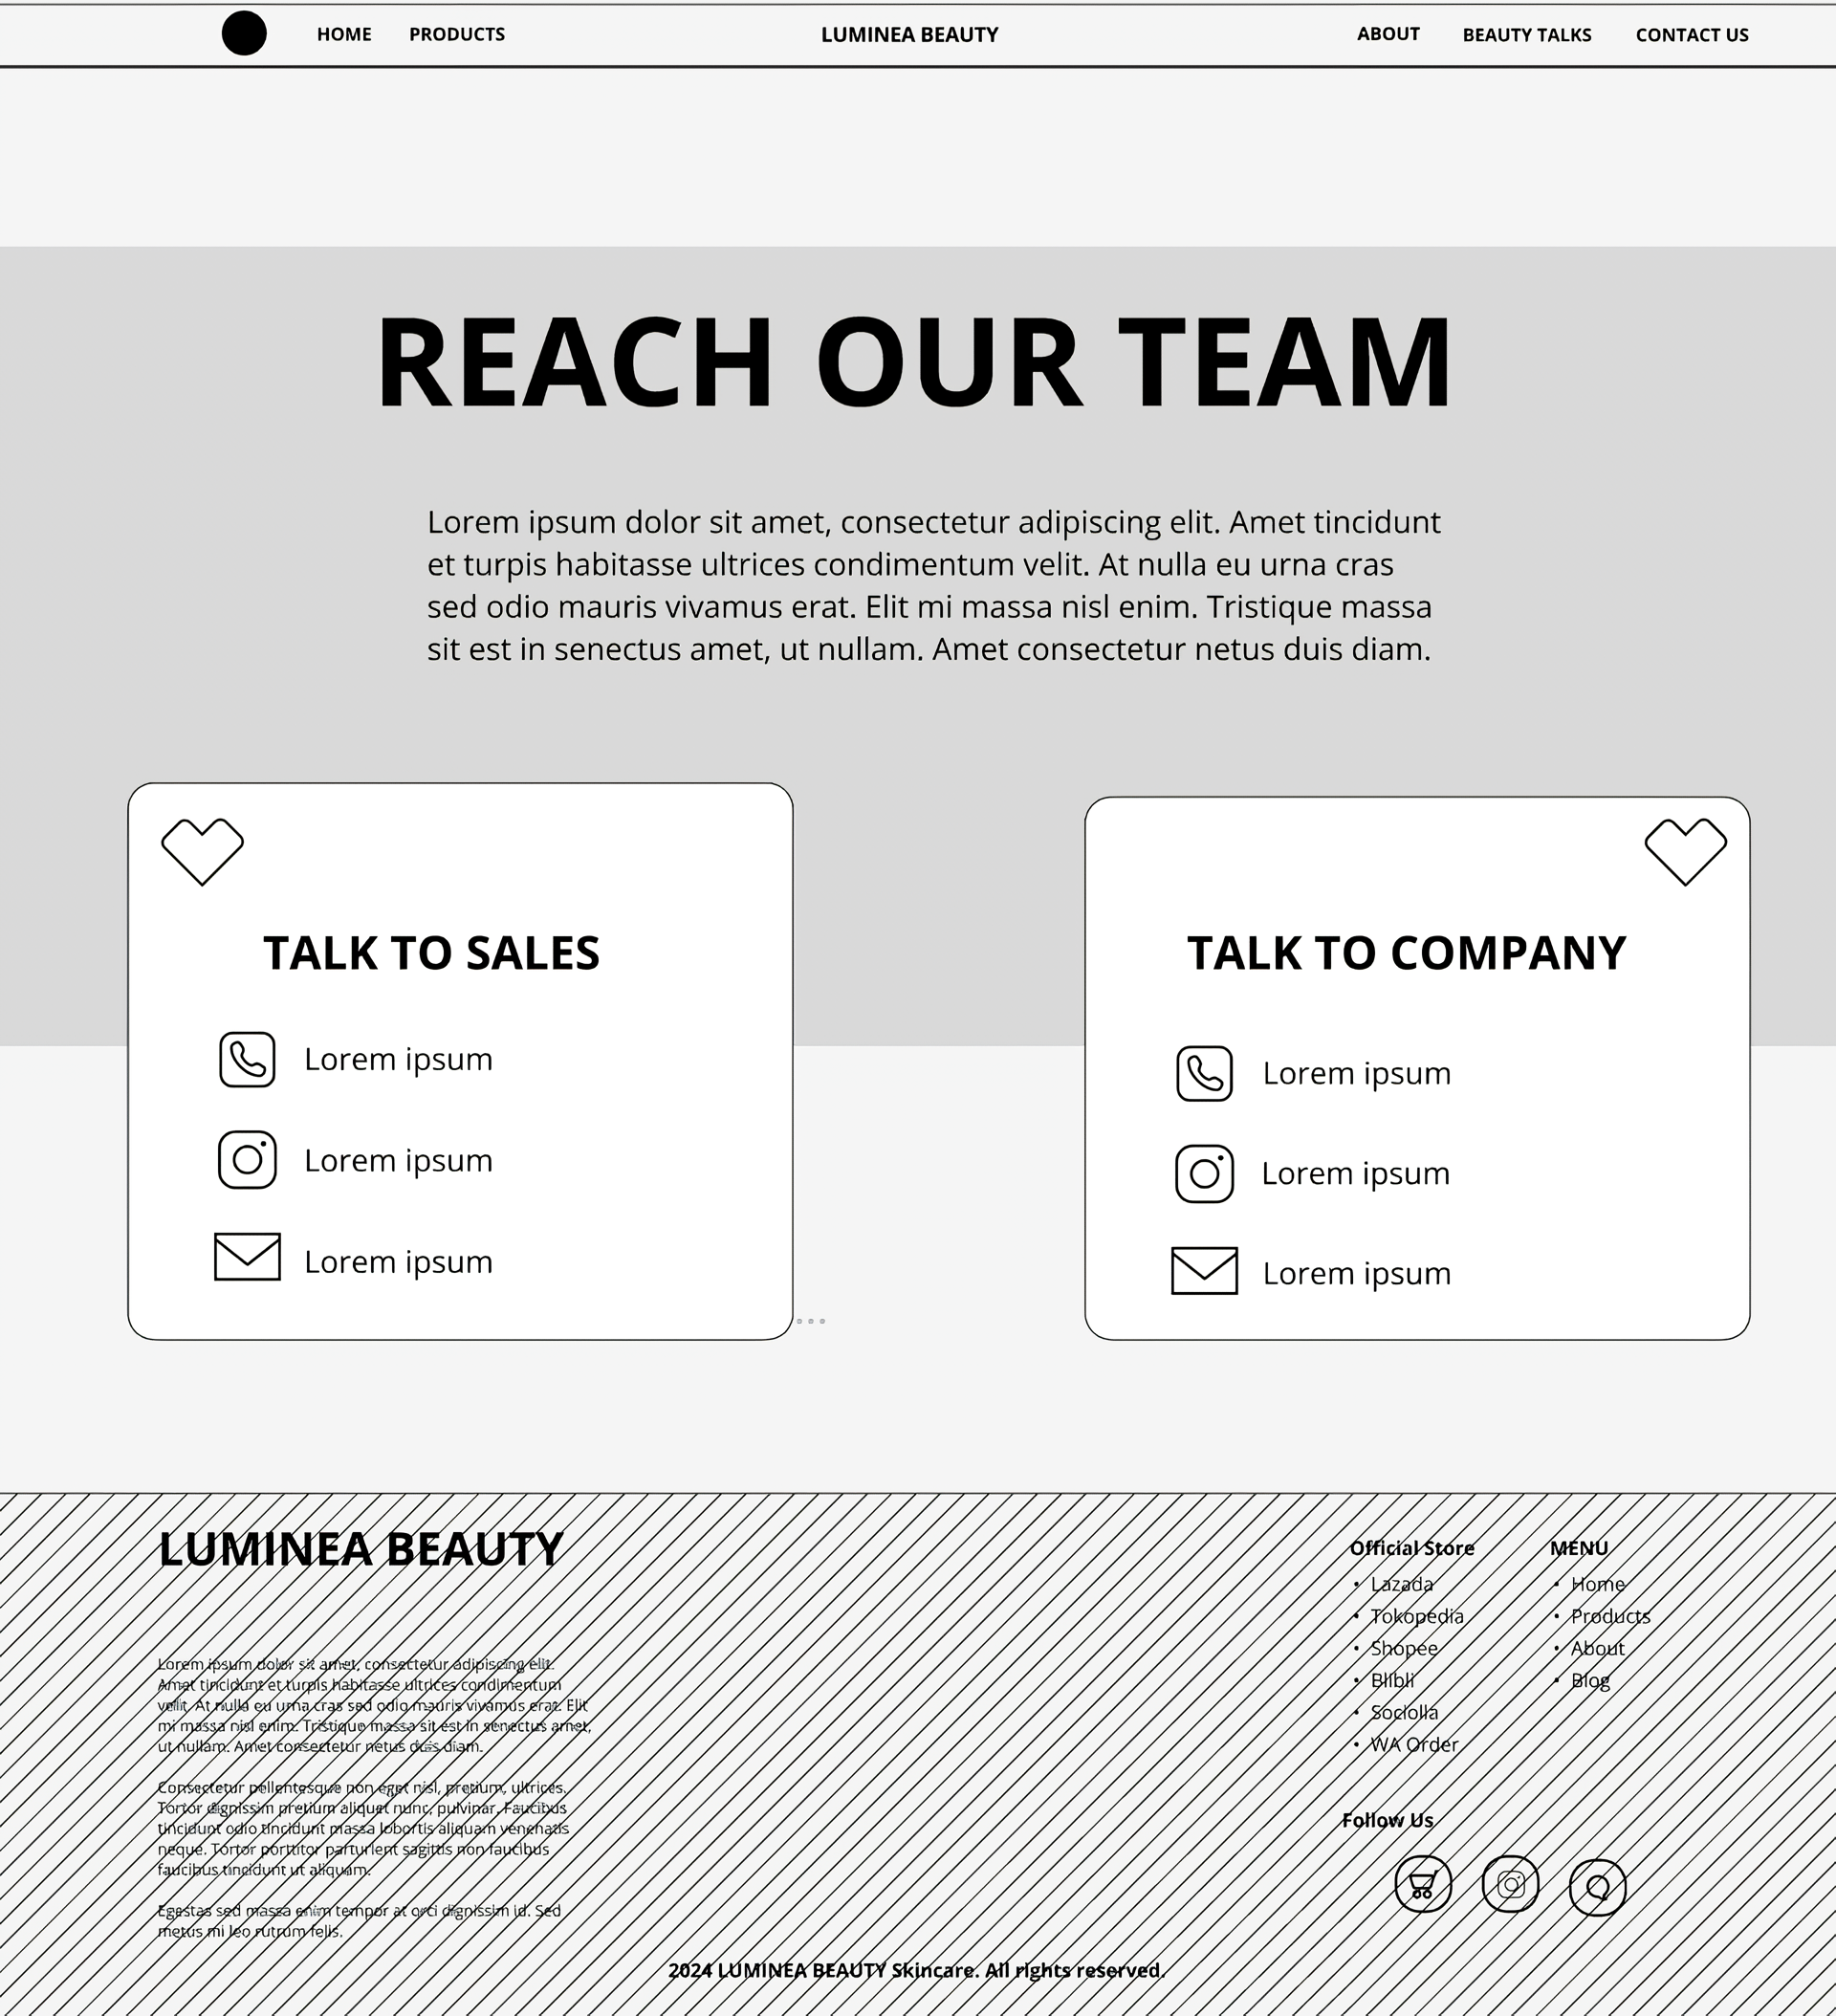 HOME PRODUCTS LUMINEA BEAUTY ABOUT BEAUTY TALKS CONTACT US
REACH OUR TEAM
Lorem ipsum dolor sit amet, consectetur adipiscing elit. Amet tincidunt
et turpis habitasse ultrices condimentum velit. At nulla eu urna cras
sed odio mauris vivamus erat. Elit mi massa nisl enim. Tristique massa
sit est in senectus amet, ut nullam. Amet consectetur netus duis diam.
TALK TO SALES
Lorem ipsum
Lorem ipsum
Lorem ipsum
TALK TO COMPANY
Lorem ipsum
Lorem ipsum
Lorem ipsum
LUMINEA BEAUTY
Lorem ipsum dolor sit amet, consectetur adipiscing elit.
Amet tincidunt et turpis habitasse ultrices condimentum
velit. At nulla eu urna cras sed odio mauris vivamus erat. Elit
mi massa nisl enim. Tristique massa sit est in senectus amet,
ut nullam. Amet consectetur netus duis diam.
Consectetur pellentesque non eget nisl, pretium, ultrices.
Tortor dignissim pretium aliquet nunc, pulvinar. Faucibus
tincidunt odio tincidunt massa lobortis aliquam venenatis
neque. Tortor porttitor parturient sagittis non faucibus
faucibus tincidunt ut aliquam.
Egestas sed massa enim tempor at orci dignissim id. Sed
metus mi leo rutrum felis.
Official Store
• Lazada
• Tokopedia
• Shopee
• Blibli
• Sociolla
• WA Order
MENU
• Home
• Products
• About
• Blog
Follow Us
2024 LUMINEA BEAUTY Skincare. All rights reserved.